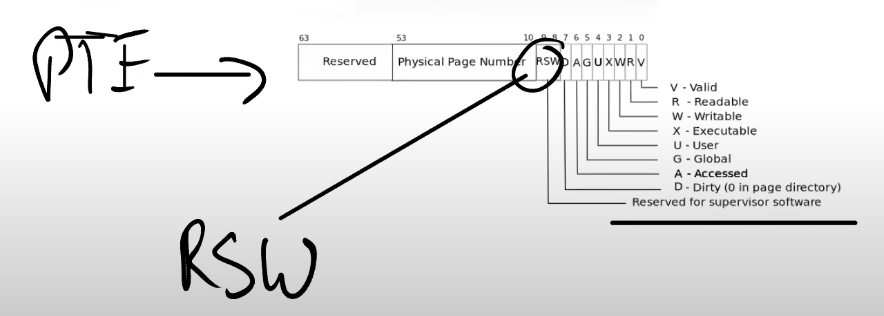 PTE
63 53 10 9 8 7 6 5 4 3 2 1 0
Reserved Physical Page Number RSW D A G U X W R V
V - Valid
R - Readable
W - Writable
X - Executable
U - User
G - Global
A - Accessed
D - Dirty (0 in page directory)
Reserved for supervisor software
RSW